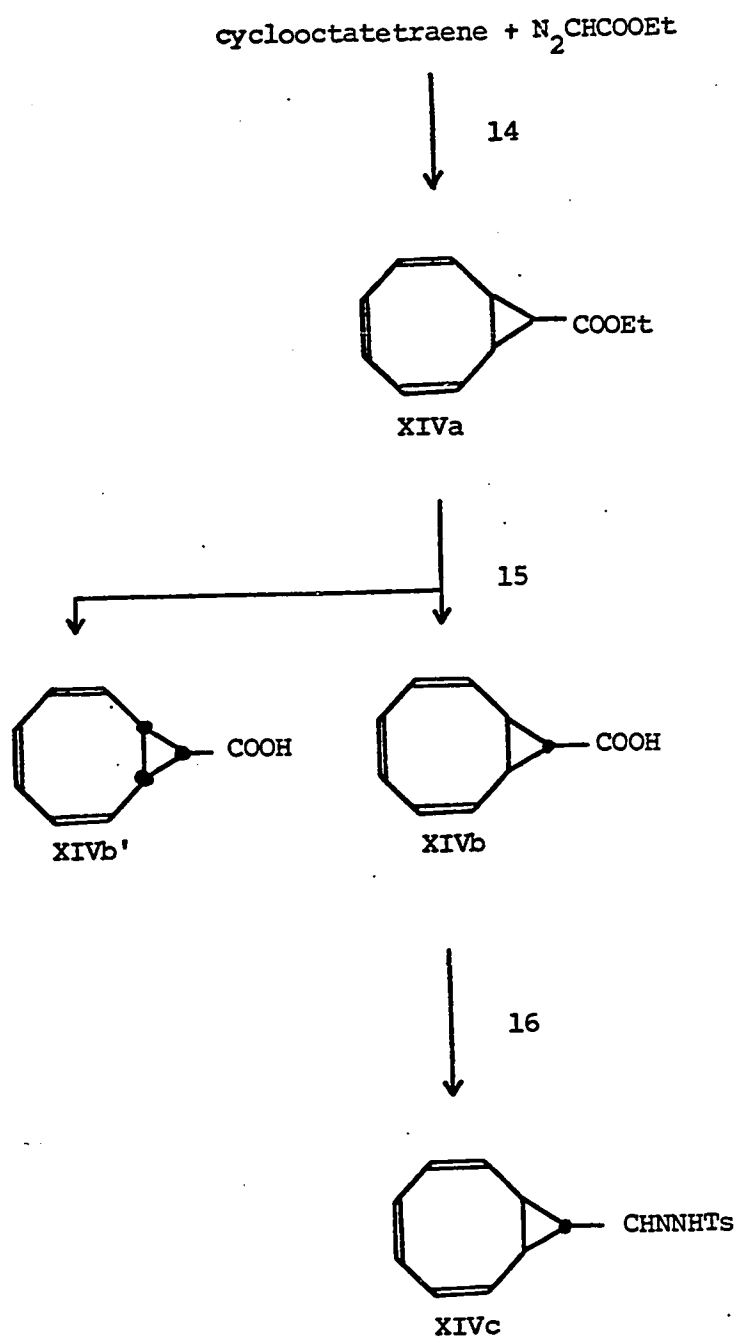 cyclooctatetraene + N2CHCOOEt
14
COOEt
XIVa
15
COOH
XIVb'
COOH
XIVb
16
CHNNHTs
XIVc